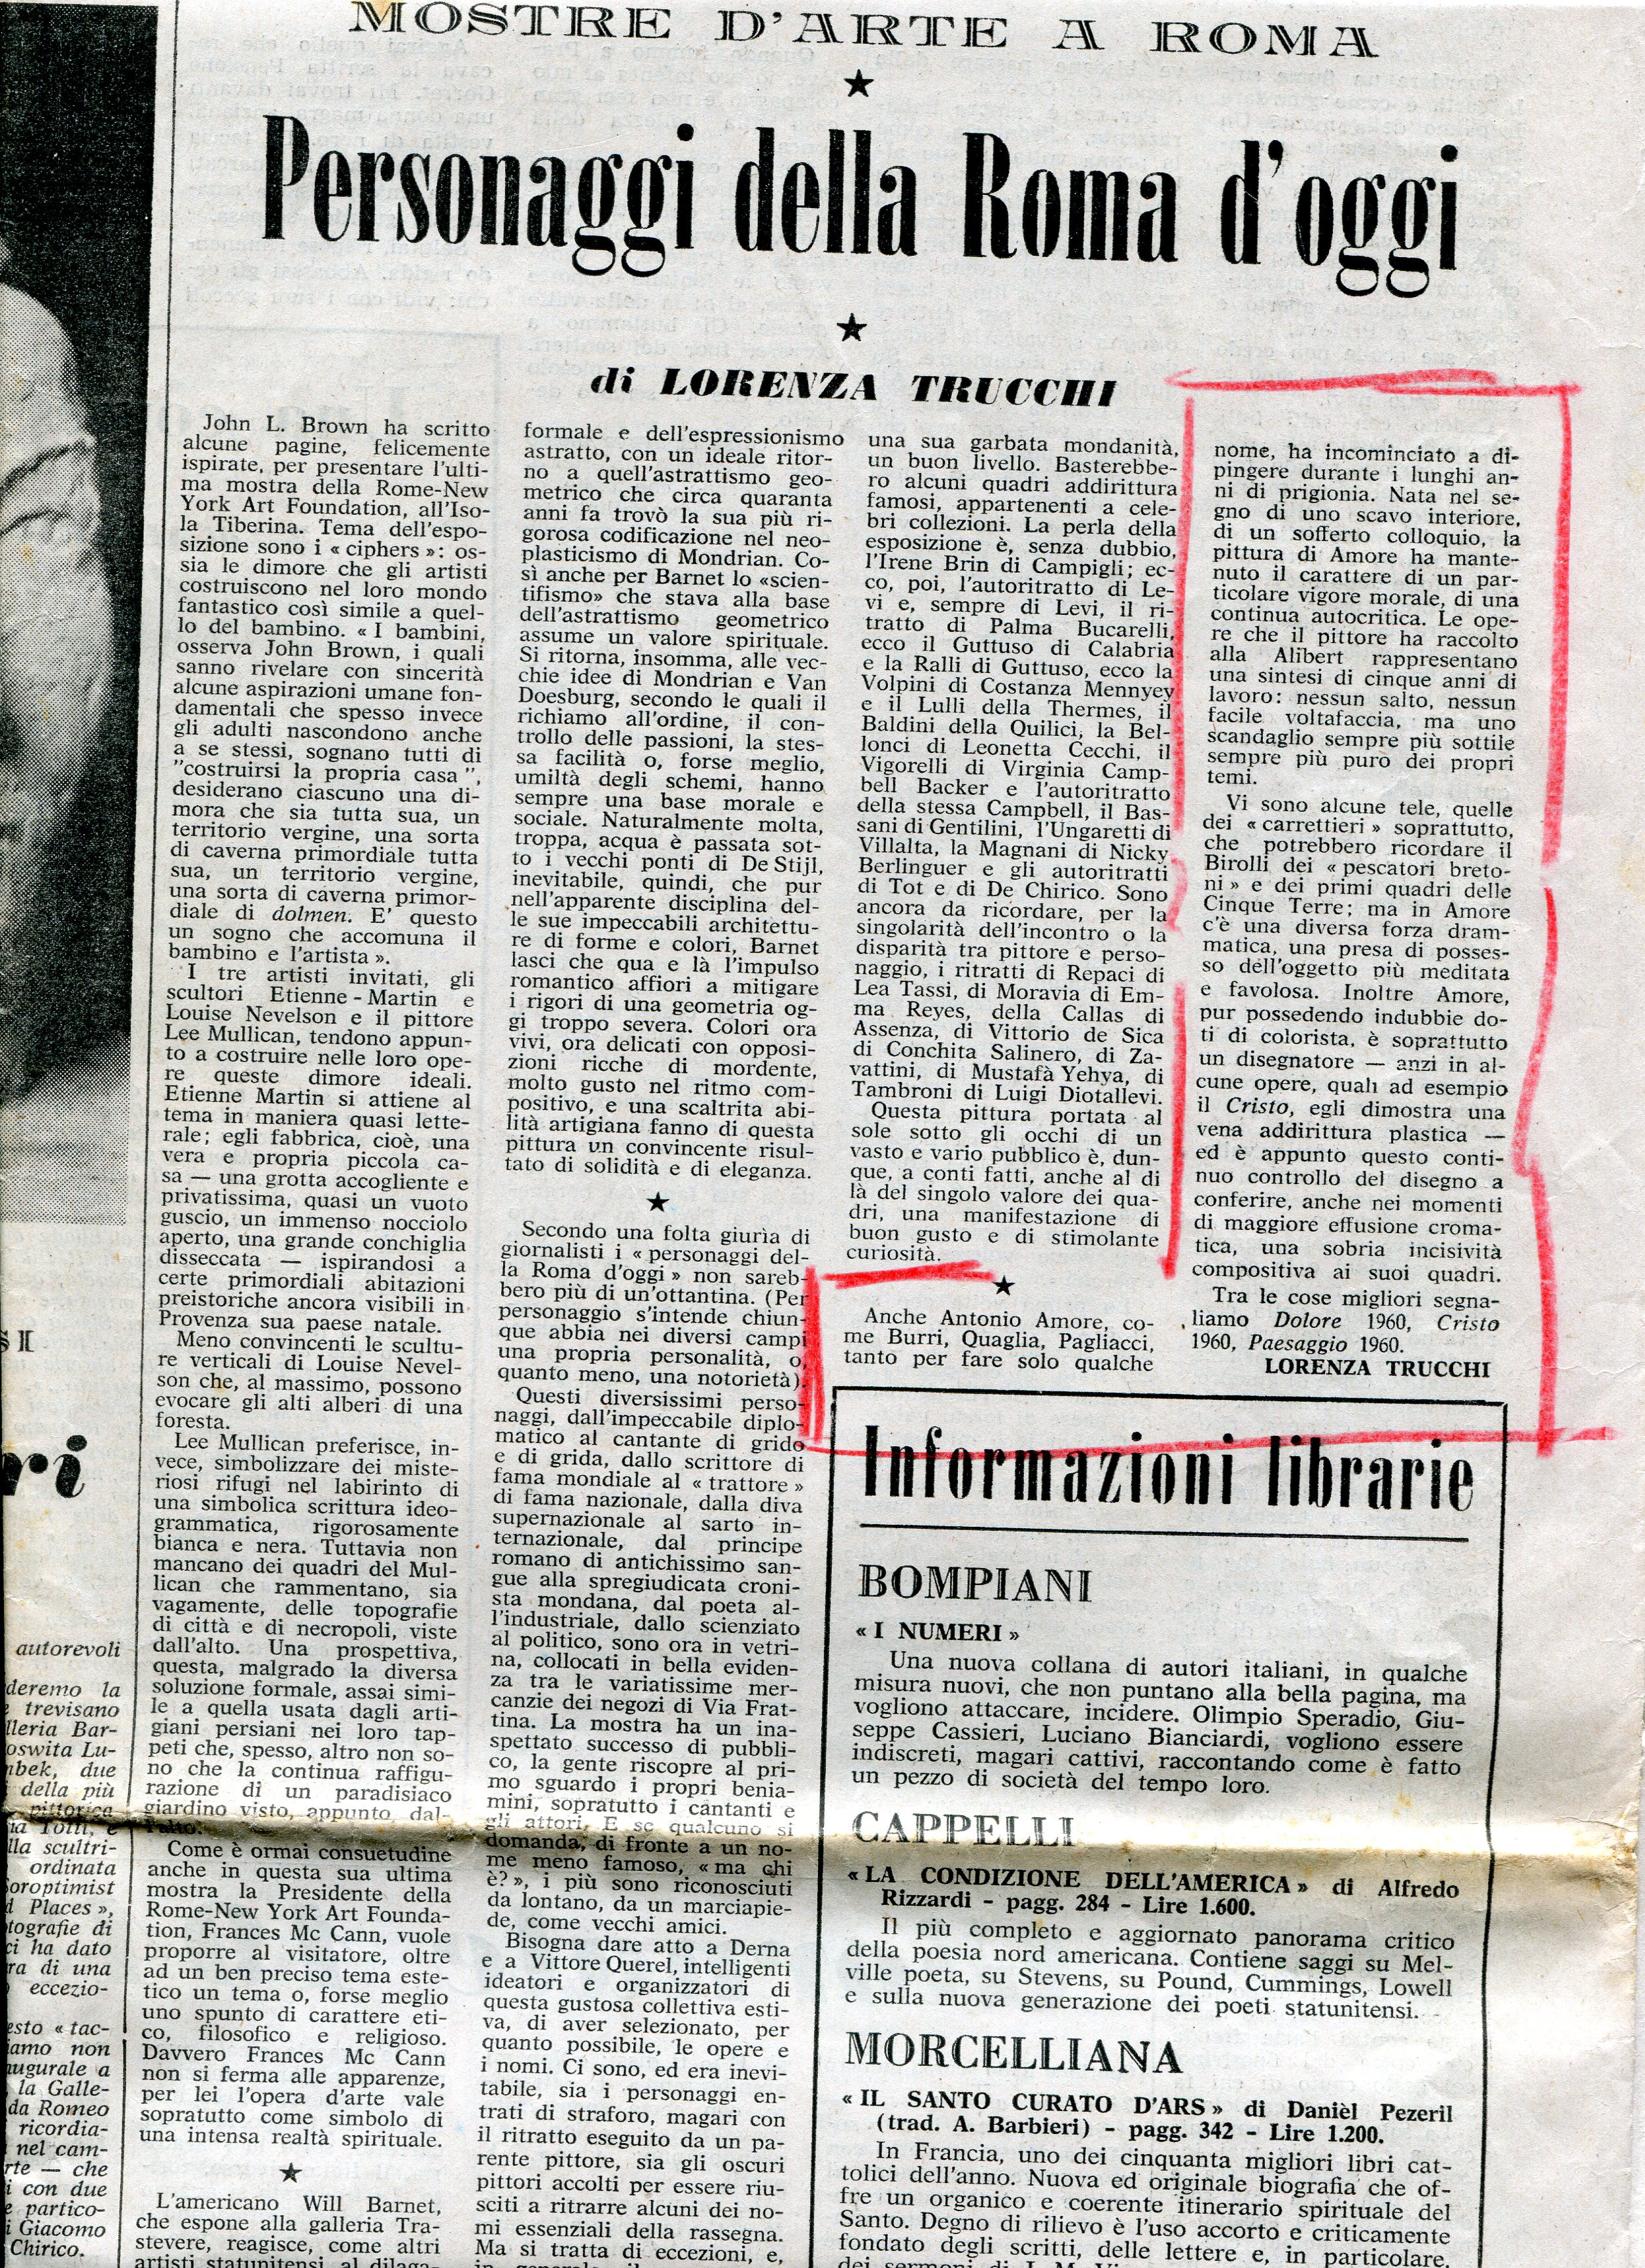 MOSTRE D'ARTE A ROMA
★
Personaggi della Roma d'oggi
★
di LORENZA TRUCCHI
John L. Brown ha scritto
alcune pagine, felicemente
ispirate, per presentare l'ulti-
ma mostra della Rome-New
York Art Foundation, all'Iso-
la Tiberina. Tema dell'espo-
sizione sono i « ciphers »: os-
sia le dimore che gli artisti
costruiscono nel loro mondo
fantastico così simile a quel-
lo del bambino. « I bambini,
osserva John Brown, i quali
sanno rivelare con sincerità
alcune aspirazioni umane fon-
damentali che spesso invece
gli adulti nascondono anche
a se stessi, sognano tutti di
"costruirsi la propria casa",
desiderano ciascuno una di-
mora che sia tutta sua, un
territorio vergine, una sorta
di caverna primordiale tutta
sua, un territorio vergine,
una sorta di caverna primor-
diale di dolmen. E' questo
un sogno che accomuna il
bambino e l'artista ».
I tre artisti invitati, gli
scultori Etienne - Martin e
Louise Nevelson e il pittore
Lee Mullican, tendono appun-
to a costruire nelle loro ope-
re queste dimore ideali.
Etienne Martin si attiene al
tema in maniera quasi lette-
rale; egli fabbrica, cioè, una
vera e propria piccola ca-
sa — una grotta accogliente e
privatissima, quasi un vuoto
guscio, un immenso nocciolo
aperto, una grande conchiglia
disseccata — ispirandosi a
certe primordiali abitazioni
preistoriche ancora visibili in
Provenza sua paese natale.
Meno convincenti le scultu-
re verticali di Louise Nevel-
son che, al massimo, possono
evocare gli alti alberi di una
foresta.
Lee Mullican preferisce, in-
vece, simbolizzare dei miste-
riosi rifugi nel labirinto di
una simbolica scrittura ideo-
grammatica, rigorosamente
bianca e nera. Tuttavia non
mancano dei quadri del Mul-
lican che rammentano, sia
vagamente, delle topografie
di città e di necropoli, viste
dall'alto. Una prospettiva,
questa, malgrado la diversa
soluzione formale, assai simi-
le a quella usata dagli arti-
giani persiani nei loro tap-
peti che, spesso, altro non so-
no che la continua raffigu-
razione di un paradisiaco
giardino visto, appunto dal-
l'alto.
Come è ormai consuetudine
anche in questa sua ultima
mostra la Presidente della
Rome-New York Art Founda-
tion, Frances Mc Cann, vuole
proporre al visitatore, oltre
ad un ben preciso tema este-
tico un tema o, forse meglio
uno spunto di carattere eti-
co, filosofico e religioso.
Davvero Frances Mc Cann
non si ferma alle apparenze,
per lei l'opera d'arte vale
sopratutto come simbolo di
una intensa realtà spirituale.
★
L'americano Will Barnet,
che espone alla galleria Tra-
stevere, reagisce, come altri
artisti statunitensi al dilaga-
formale e dell'espressionismo
astratto, con un ideale ritor-
no a quell'astrattismo geo-
metrico che circa quaranta
anni fa trovò la sua più ri-
gorosa codificazione nel neo-
plasticismo di Mondrian. Co-
sì anche per Barnet lo «scien-
tifismo» che stava alla base
dell'astrattismo geometrico
assume un valore spirituale.
Si ritorna, insomma, alle vec-
chie idee di Mondrian e Van
Doesburg, secondo le quali il
richiamo all'ordine, il con-
trollo delle passioni, la stes-
sa facilità o, forse meglio,
umiltà degli schemi, hanno
sempre una base morale e
sociale. Naturalmente molta,
troppa, acqua è passata sot-
to i vecchi ponti di De Stijl,
inevitabile, quindi, che pur
nell'apparente disciplina del-
le sue impeccabili architettu-
re di forme e colori, Barnet
lasci che qua e là l'impulso
romantico affiori a mitigare
i rigori di una geometria og-
gi troppo severa. Colori ora
vivi, ora delicati con opposi-
zioni ricche di mordente,
molto gusto nel ritmo com-
positivo, e una scaltrita abi-
lità artigiana fanno di questa
pittura un convincente risul-
tato di solidità e di eleganza.
★
Secondo una folta giuria di
giornalisti i « personaggi del-
la Roma d'oggi » non sareb-
bero più di un'ottantina. (Per
personaggio s'intende chiun-
que abbia nei diversi campi
una propria personalità, o,
quanto meno, una notorietà).
Questi diversissimi perso-
naggi, dall'impeccabile diplo-
matico al cantante di grido
e di grida, dallo scrittore di
fama mondiale al « trattore »
di fama nazionale, dalla diva
supernazionale al sarto in-
ternazionale, dal principe
romano di antichissimo san-
gue alla spregiudicata croni-
sta mondana, dal poeta al-
l'industriale, dallo scienziato
al politico, sono ora in vetri-
na, collocati in bella eviden-
za tra le variatissime mer-
canzie dei negozi di Via Frat-
tina. La mostra ha un ina-
spettato successo di pubbli-
co, la gente riscopre al pri-
mo sguardo i propri benia-
mini, sopratutto i cantanti e
gli attori. E se qualcuno si
domanda, di fronte a un no-
me meno famoso, « ma chi
è? », i più sono riconosciuti
da lontano, da un marciapie-
de, come vecchi amici.
Bisogna dare atto a Derna
e a Vittore Querel, intelligenti
ideatori e organizzatori di
questa gustosa collettiva esti-
va, di aver selezionato, per
quanto possibile, le opere e
i nomi. Ci sono, ed era inevi-
tabile, sia i personaggi en-
trati di straforo, magari con
il ritratto eseguito da un pa-
rente pittore, sia gli oscuri
pittori accolti per essere riu-
sciti a ritrarre alcuni dei no-
mi essenziali della rassegna.
Ma si tratta di eccezioni, e,
una sua garbata mondanità,
un buon livello. Basterebbe-
ro alcuni quadri addirittura
famosi, appartenenti a cele-
bri collezioni. La perla della
esposizione è, senza dubbio,
l'Irene Brin di Campigli; ec-
co, poi, l'autoritratto di Le-
vi e, sempre di Levi, il ri-
tratto di Palma Bucarelli,
ecco il Guttuso di Calabria
e la Ralli di Guttuso, ecco la
Volpini di Costanza Mennyey
e il Lulli della Thermes, il
Baldini della Quilici, la Bel-
lonci di Leonetta Cecchi, il
Vigorelli di Virginia Camp-
bell Backer e l'autoritratto
della stessa Campbell, il Bas-
sani di Gentilini, l'Ungaretti di
Villalta, la Magnani di Nicky
Berlinguer e gli autoritratti
di Tot e di De Chirico. Sono
ancora da ricordare, per la
singolarità dell'incontro o la
disparità tra pittore e perso-
naggio, i ritratti di Repaci di
Lea Tassi, di Moravia di Em-
ma Reyes, della Callas di
Assenza, di Vittorio de Sica
di Conchita Salinero, di Za-
vattini, di Mustafà Yehya, di
Tambroni di Luigi Diotallevi.
Questa pittura portata al
sole sotto gli occhi di un
vasto e vario pubblico è, dun-
que, a conti fatti, anche al di
là del singolo valore dei qua-
dri, una manifestazione di
buon gusto e di stimolante
curiosità.
★
Anche Antonio Amore, co-
me Burri, Quaglia, Pagliacci,
tanto per fare solo qualche
nome, ha incominciato a di-
pingere durante i lunghi an-
ni di prigionia. Nata nel se-
gno di uno scavo interiore,
di un sofferto colloquio, la
pittura di Amore ha mante-
nuto il carattere di un par-
ticolare vigore morale, di una
continua autocritica. Le ope-
re che il pittore ha raccolto
alla Alibert rappresentano
una sintesi di cinque anni di
lavoro: nessun salto, nessun
facile voltafaccia, ma uno
scandaglio sempre più sottile
sempre più puro dei propri
temi.
Vi sono alcune tele, quelle
dei « carrettieri » soprattutto,
che potrebbero ricordare il
Birolli dei « pescatori breto-
ni » e dei primi quadri delle
Cinque Terre; ma in Amore
c'è una diversa forza dram-
matica, una presa di posses-
so dell'oggetto più meditata
e favolosa. Inoltre Amore,
pur possedendo indubbie do-
ti di colorista, è soprattutto
un disegnatore — anzi in al-
cune opere, quali ad esempio
il Cristo, egli dimostra una
vena addirittura plastica —
ed è appunto questo conti-
nuo controllo del disegno a
conferire, anche nei momenti
di maggiore effusione croma-
tica, una sobria incisività
compositiva ai suoi quadri.
Tra le cose migliori segna-
liamo Dolore 1960, Cristo
1960, Paesaggio 1960.
LORENZA TRUCCHI
Informazioni librarie
BOMPIANI
« I NUMERI »
Una nuova collana di autori italiani, in qualche
misura nuovi, che non puntano alla bella pagina, ma
vogliono attaccare, incidere. Olimpio Speradio, Giu-
seppe Cassieri, Luciano Bianciardi, vogliono essere
indiscreti, magari cattivi, raccontando come è fatto
un pezzo di società del tempo loro.
CAPPELLI
« LA CONDIZIONE DELL'AMERICA » di Alfredo
Rizzardi - pagg. 284 - Lire 1.600.
Il più completo e aggiornato panorama critico
della poesia nord americana. Contiene saggi su Mel-
ville poeta, su Stevens, su Pound, Cummings, Lowell
e sulla nuova generazione dei poeti statunitensi.
MORCELLIANA
« IL SANTO CURATO D'ARS » di Danièl Pezeril
(trad. A. Barbieri) - pagg. 342 - Lire 1.200.
In Francia, uno dei cinquanta migliori libri cat-
tolici dell'anno. Nuova ed originale biografia che of-
fre un organico e coerente itinerario spirituale del
Santo. Degno di rilievo è l'uso accorto e criticamente
fondato degli scritti, delle lettere e, in particolare,
ri
autorevoli
deremo la
trevisano
lleria Bar-
oswita Lu-
bek, due
della più
pittorica
lla scultri-
ordinata
oroptimist
Places »,
tografie di
ci ha dato
ra di una
eccezio-
esto « tac-
iamo non
augurale a
la Galle-
da Romeo
ricordia-
nel cam-
rte — che
i con due
e partico-
i Giacomo
Chirico.